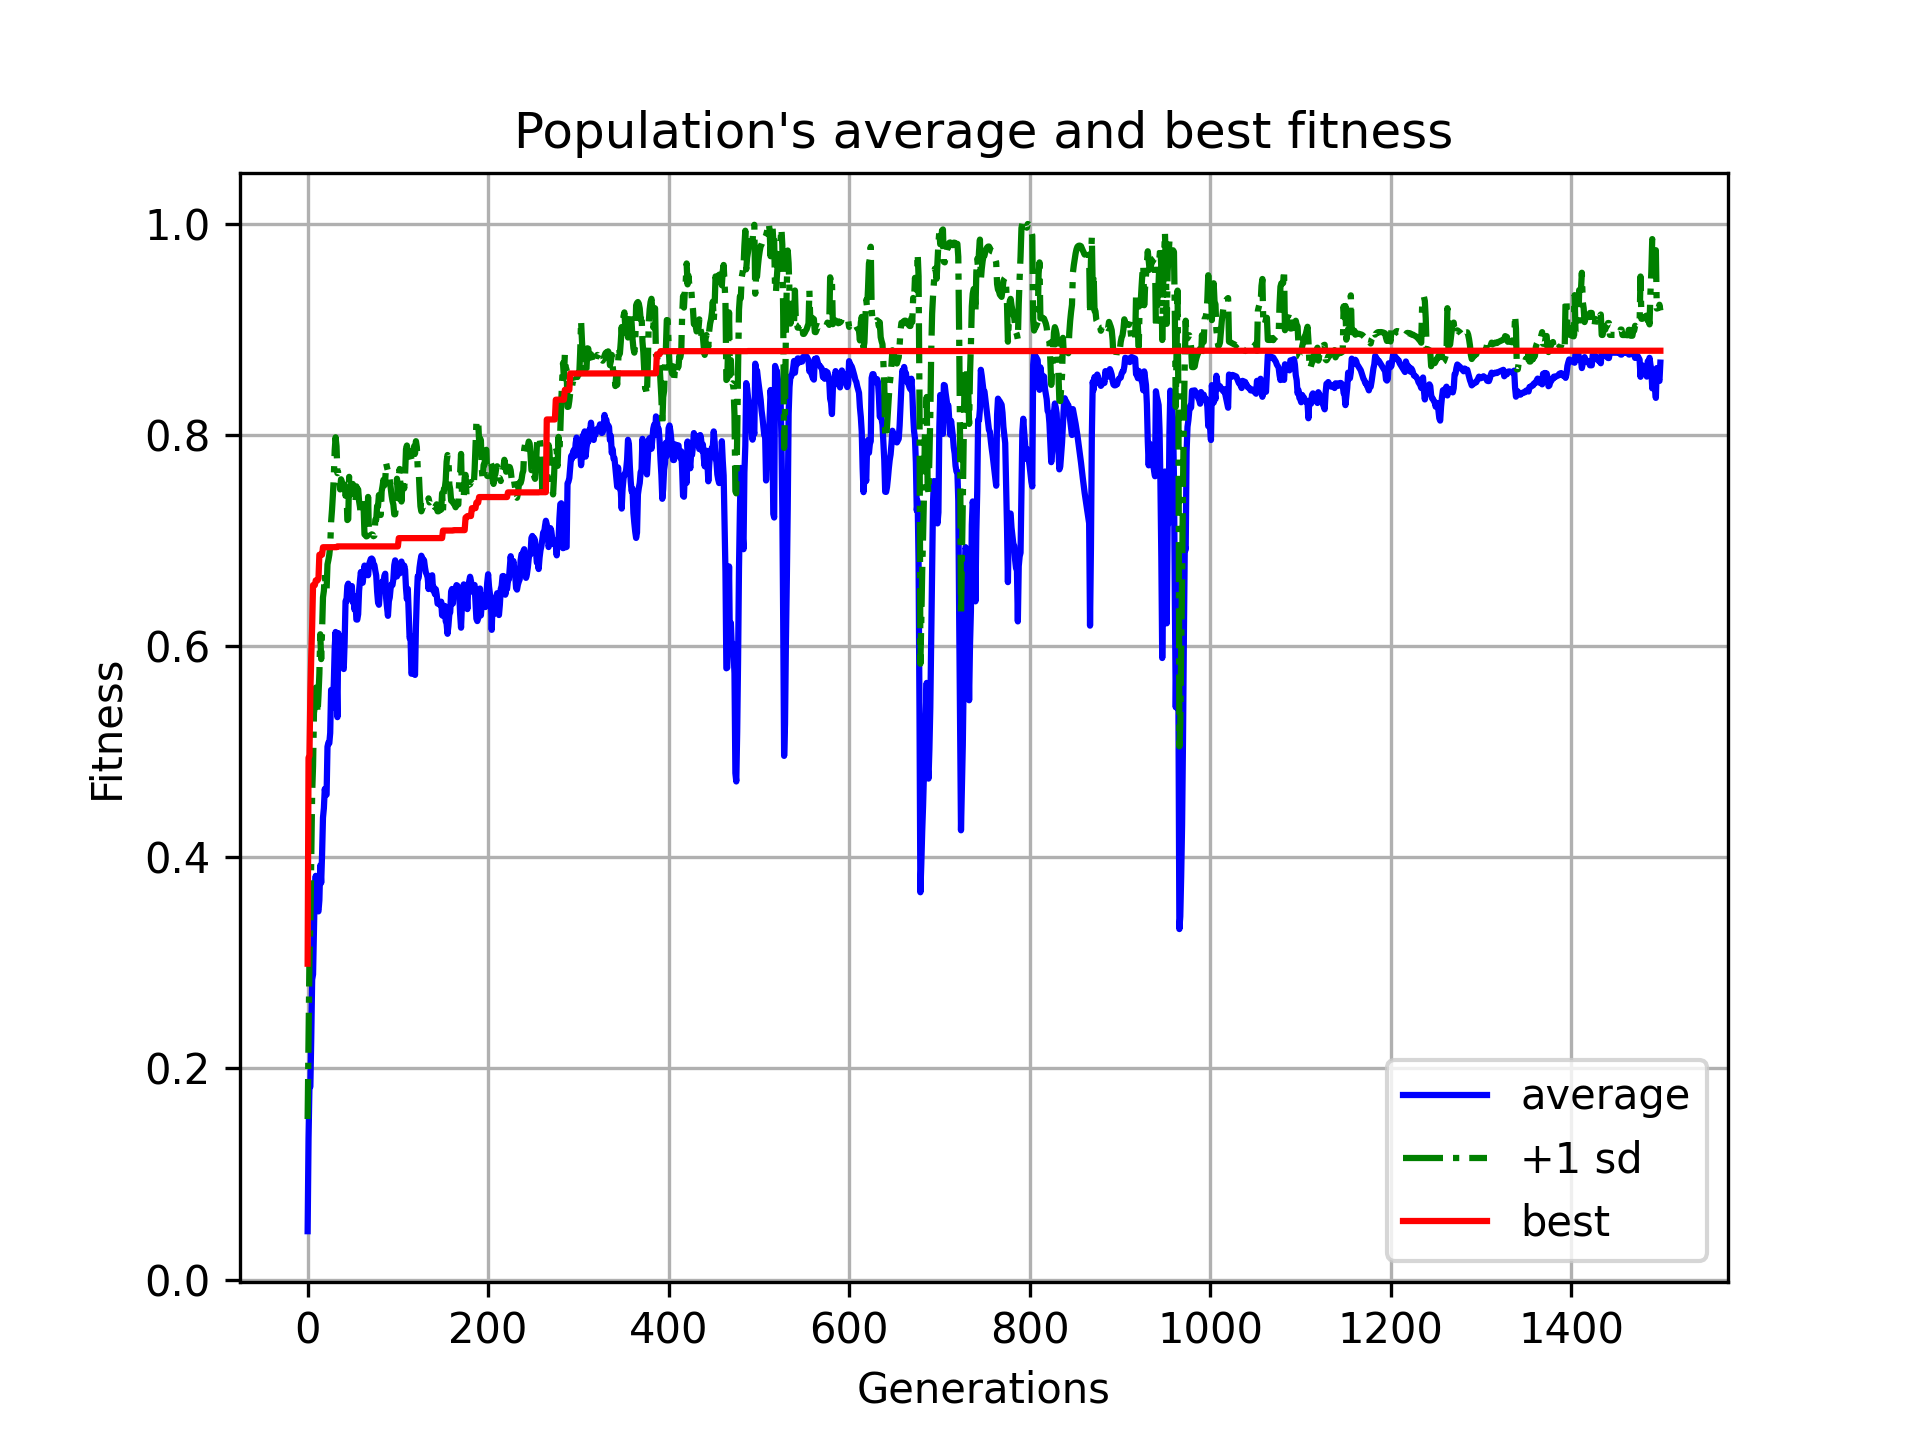 Population's average and best fitness
Fitness
1.0
0.8
0.6
0.4
0.2
0.0
0 200 400 600 800 1000 1200 1400
Generations
average
+1 sd
best